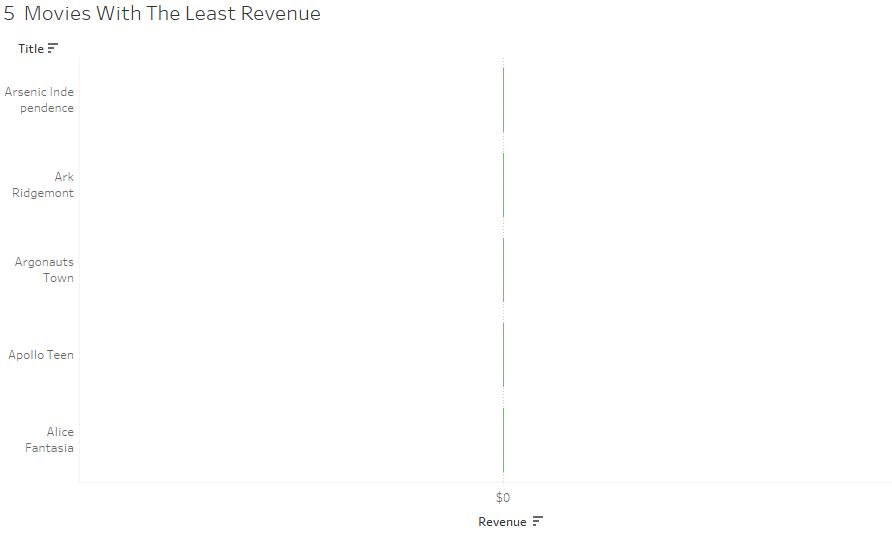 5 Movies With The Least Revenue
Title
Arsenic Inde
pendence
Ark
Ridgemont
Argonauts
Town
Apollo Teen
Alice
Fantasia
$0
Revenue